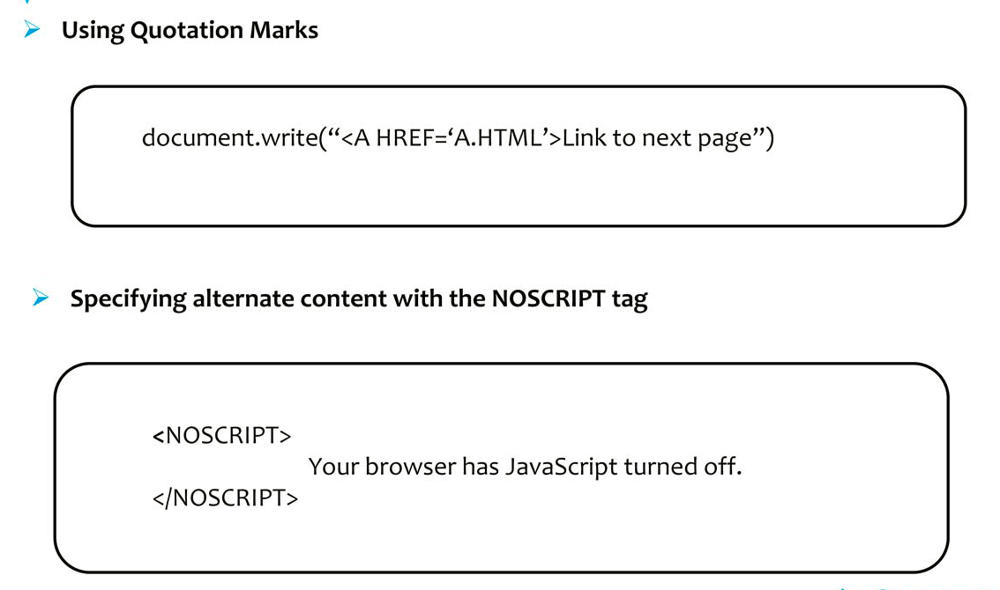 Using Quotation Marks
document.write(“<A HREF=‘A.HTML’>Link to next page”)
Specifying alternate content with the NOSCRIPT tag
<NOSCRIPT>
Your browser has JavaScript turned off.
</NOSCRIPT>